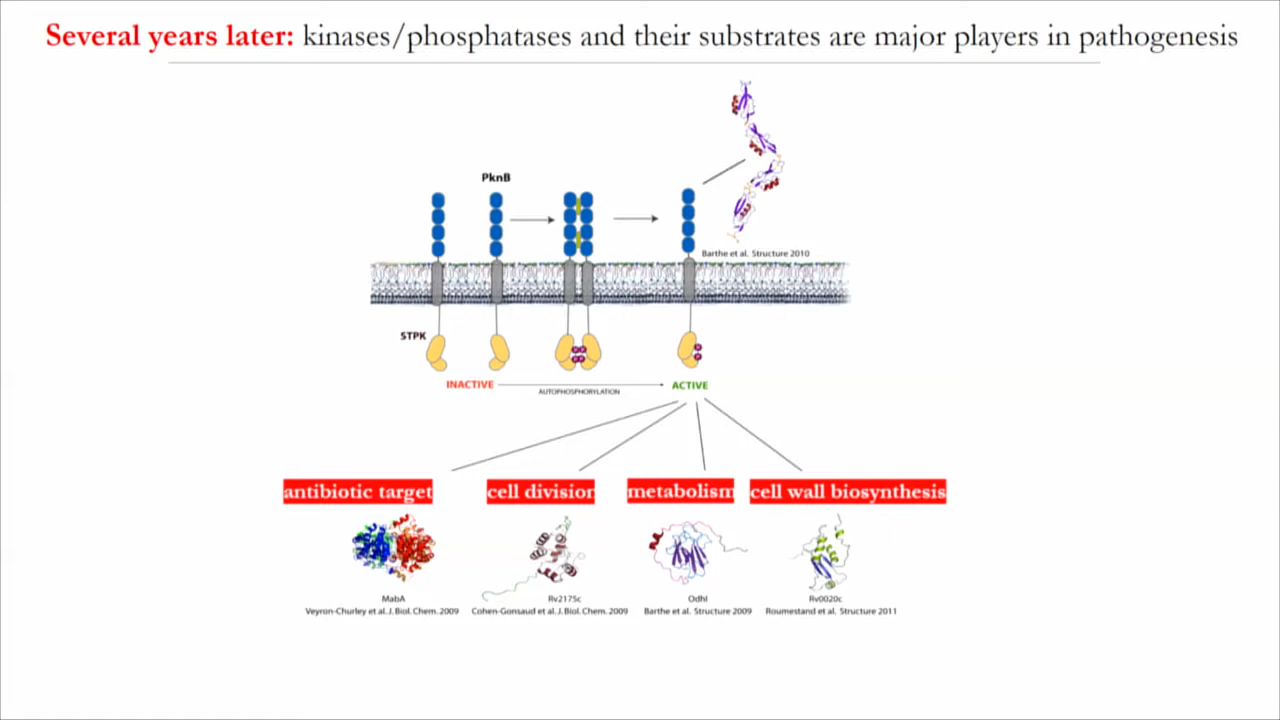 Several years later: kinases/phosphatases and their substrates are major players in pathogenesis
PknB
Barthe et al. Structure 2010
STPK
INACTIVE
AUTOPHOSPHORYLATION
ACTIVE
antibiotic target
cell division
metabolism
cell wall biosynthesis
MabA
Veyron-Churley et al. J. Biol. Chem. 2009
Rv2175c
Cohen-Gonsaud et al. J. Biol. Chem. 2009
OdhI
Barthe et al. Structure 2009
Rv0020c
Roumestand et al. Structure 2011